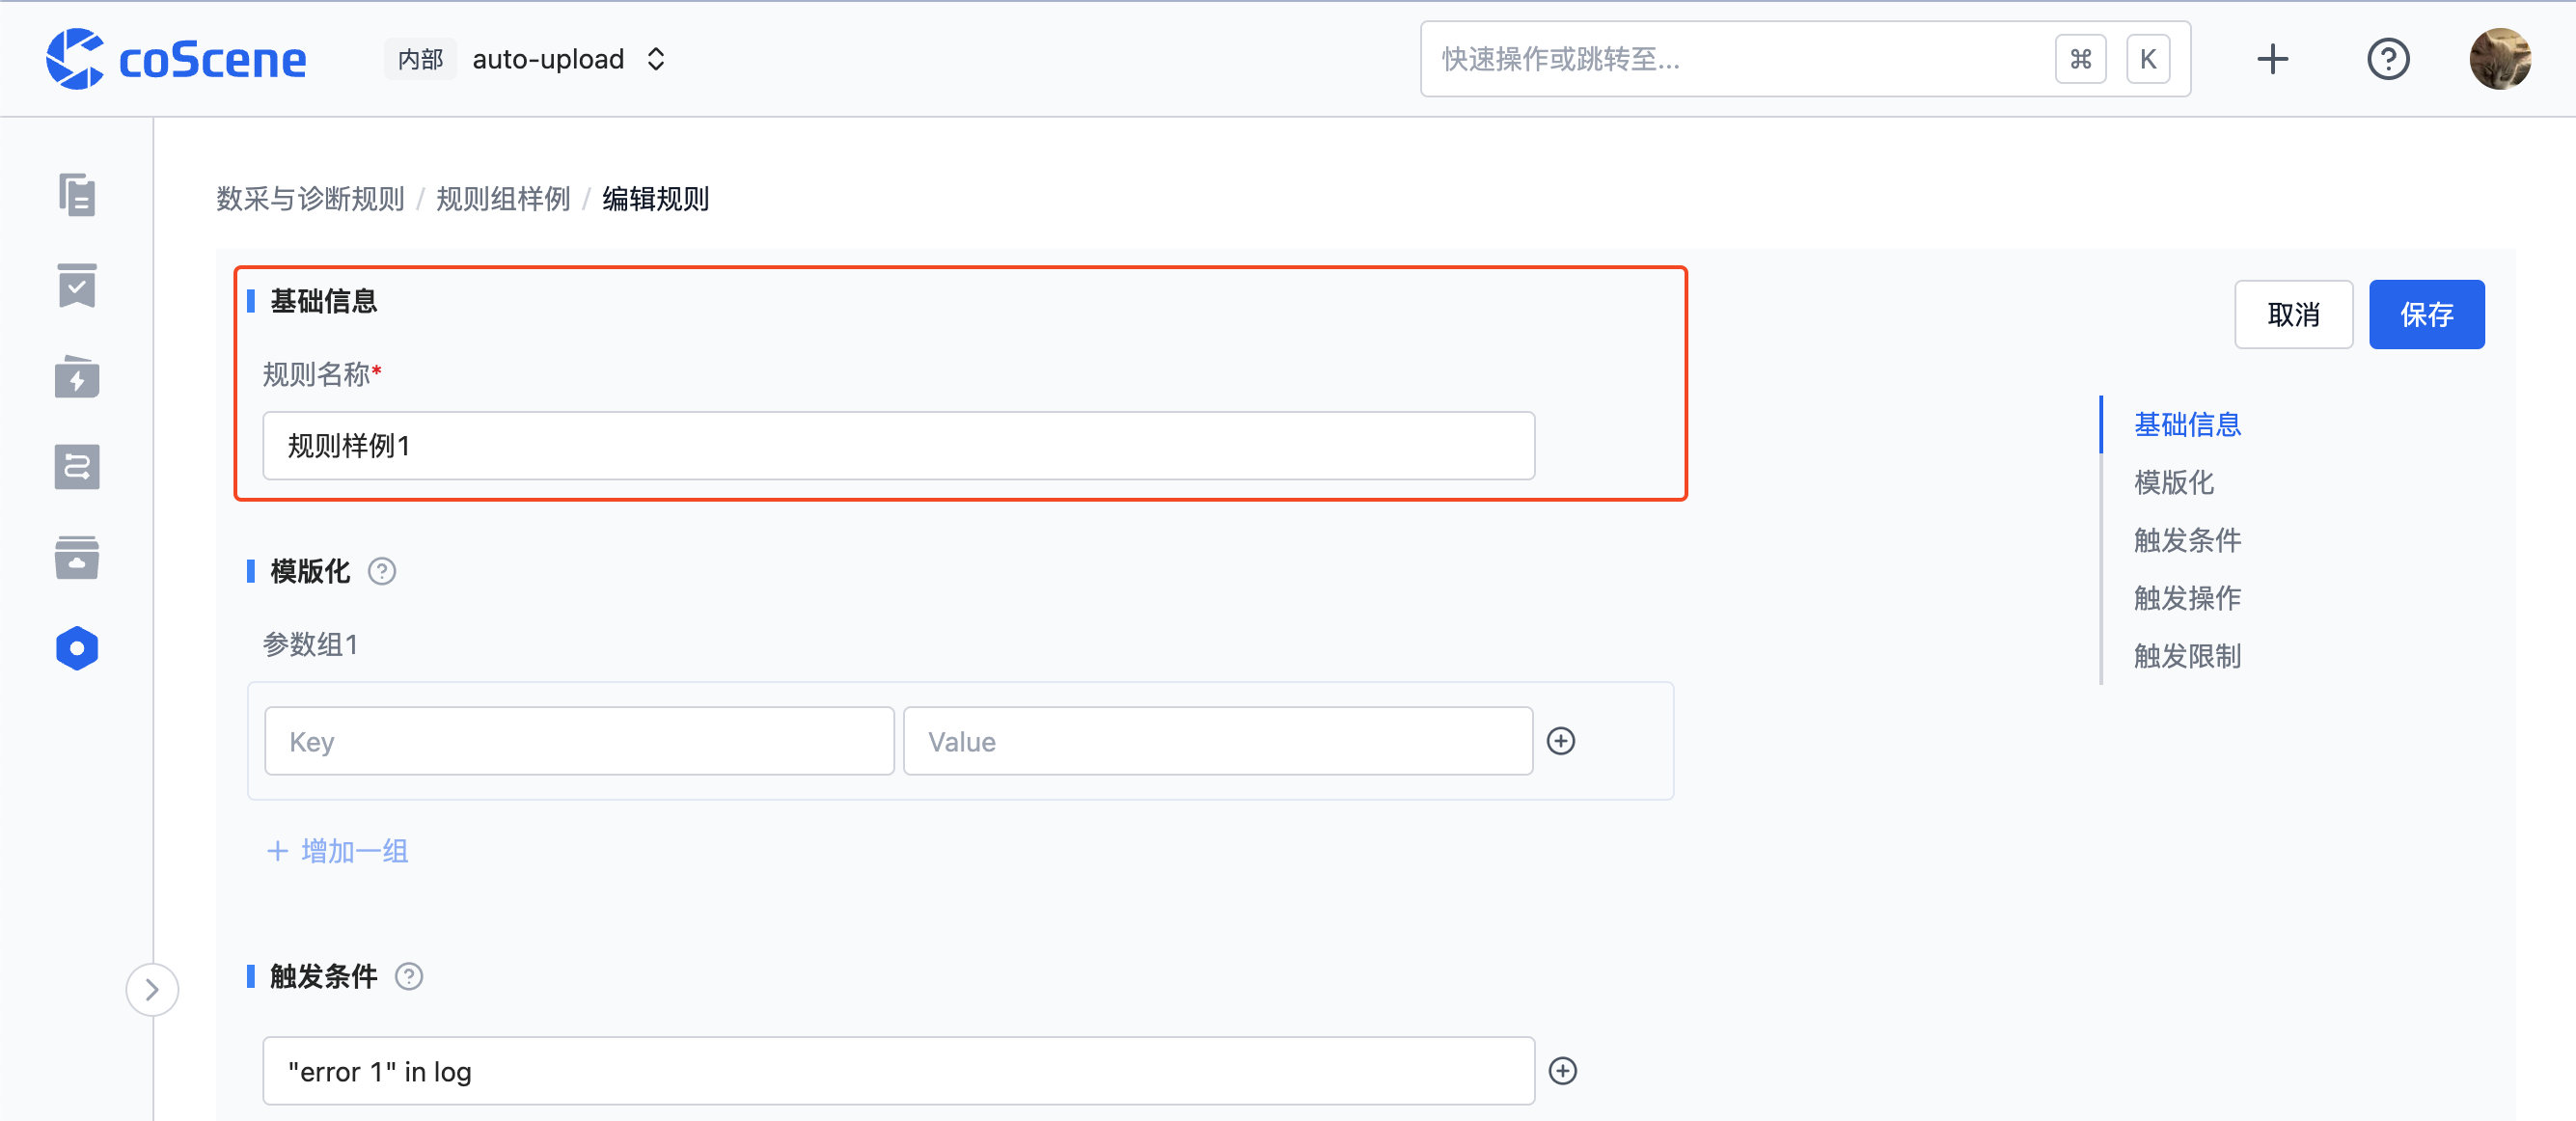 coScene
内部 auto-upload
快速操作或跳转至... ⌘ K
数采与诊断规则 / 规则组样例 / 编辑规则
基础信息
取消 保存
规则名称*
规则样例1
基础信息
模版化
触发条件
触发操作
触发限制
模版化
参数组1
Key Value
+ 增加一组
触发条件
"error 1" in log